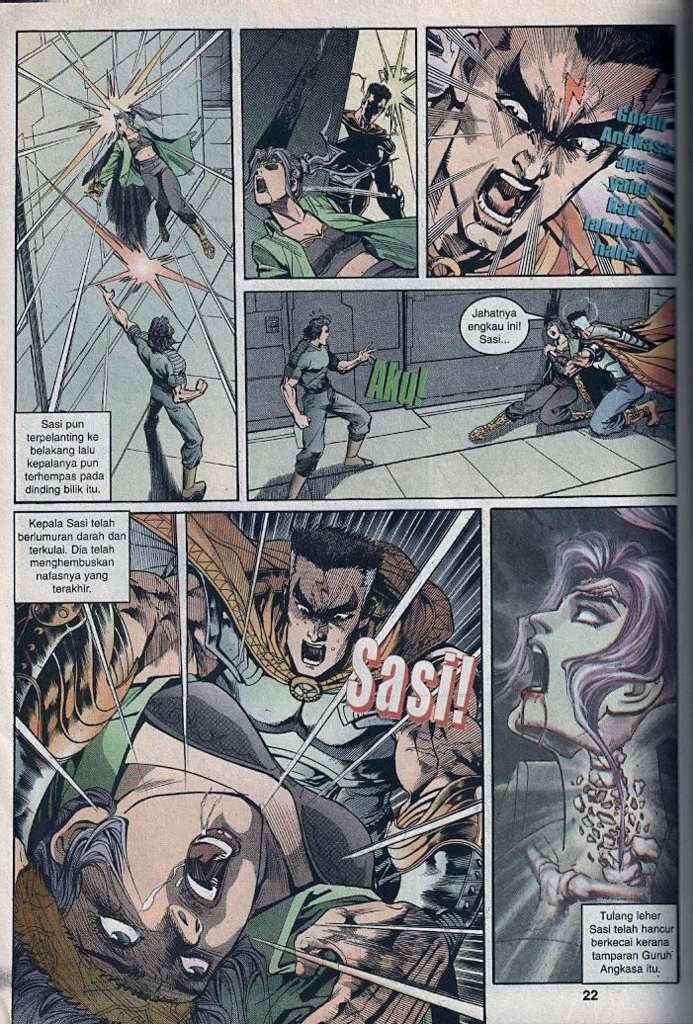 Guruh
Angkasa
apa
yang
kau
lakukan
hah?
Sasi pun
terpelanting ke
belakang lalu
kepalanya pun
terhempas pada
dinding bilik itu.
Aku!
Jahatnya
engkau ini!
Sasi...
Kepala Sasi telah
berlumuran darah dan
terkulai. Dia telah
menghembuskan
nafasnya yang
terakhir.
Sasi!
Tulang leher
Sasi telah hancur
berkecai kerana
tamparan Guruh
Angkasa itu.
22